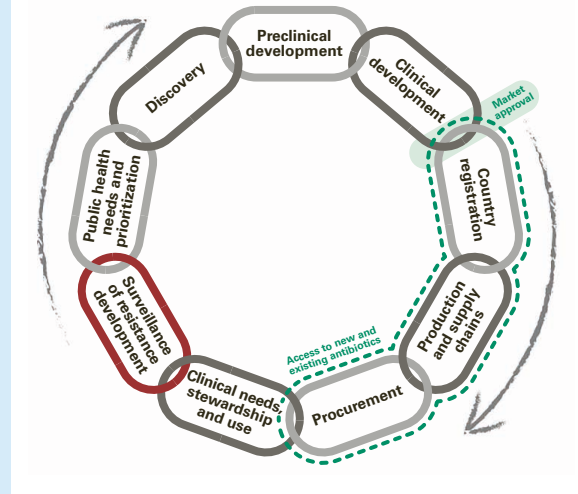 Preclinical
development
Clinical
development
Market
approval
Country
registration
Production
and supply
chains
Access to new and
existing antibiotics
Procurement
Clinical needs,
stewardship
and use
Surveillance
of resistance
development
Public health
needs and
prioritization
Discovery